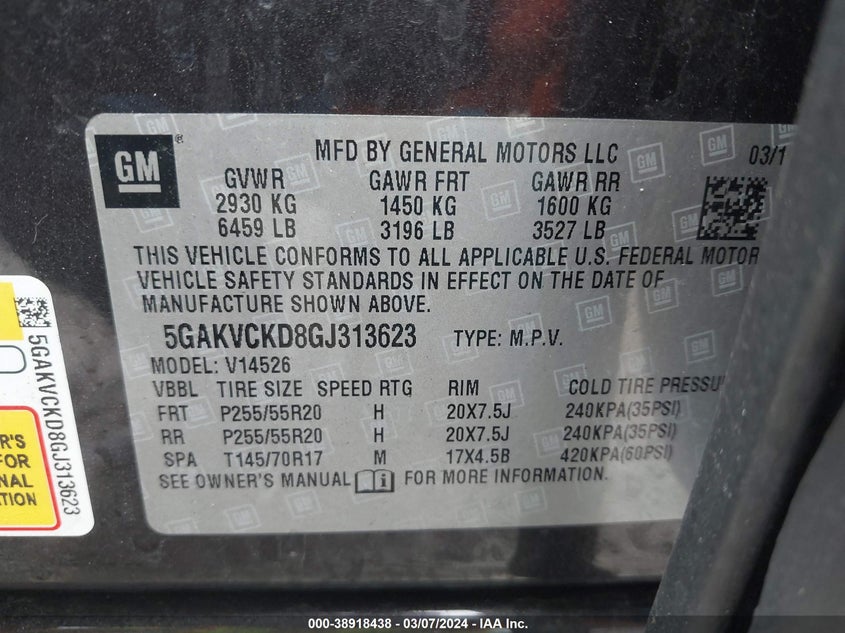 GM
MFD BY GENERAL MOTORS LLC 03/1
GVWR GAWR FRT GAWR RR
2930 KG 1450 KG 1600 KG
6459 LB 3196 LB 3527 LB
THIS VEHICLE CONFORMS TO ALL APPLICABLE U.S. FEDERAL MOTOR
VEHICLE SAFETY STANDARDS IN EFFECT ON THE DATE OF
MANUFACTURE SHOWN ABOVE.
5GAKVCKD8GJ313623 TYPE: M.P.V.
MODEL: V14526
VBBL TIRE SIZE SPEED RTG RIM COLD TIRE PRESSU
FRT P255/55R20 H 20X7.5J 240KPA(35PSI)
RR P255/55R20 H 20X7.5J 240KPA(35PSI)
SPA T145/70R17 M 17X4.5B 420KPA(60PSI)
SEE OWNER'S MANUAL FOR MORE INFORMATION.
5GAKVCKD8GJ313623
R'S
FOR
NAL
TION
000-38918438 - 03/07/2024 - IAA Inc.